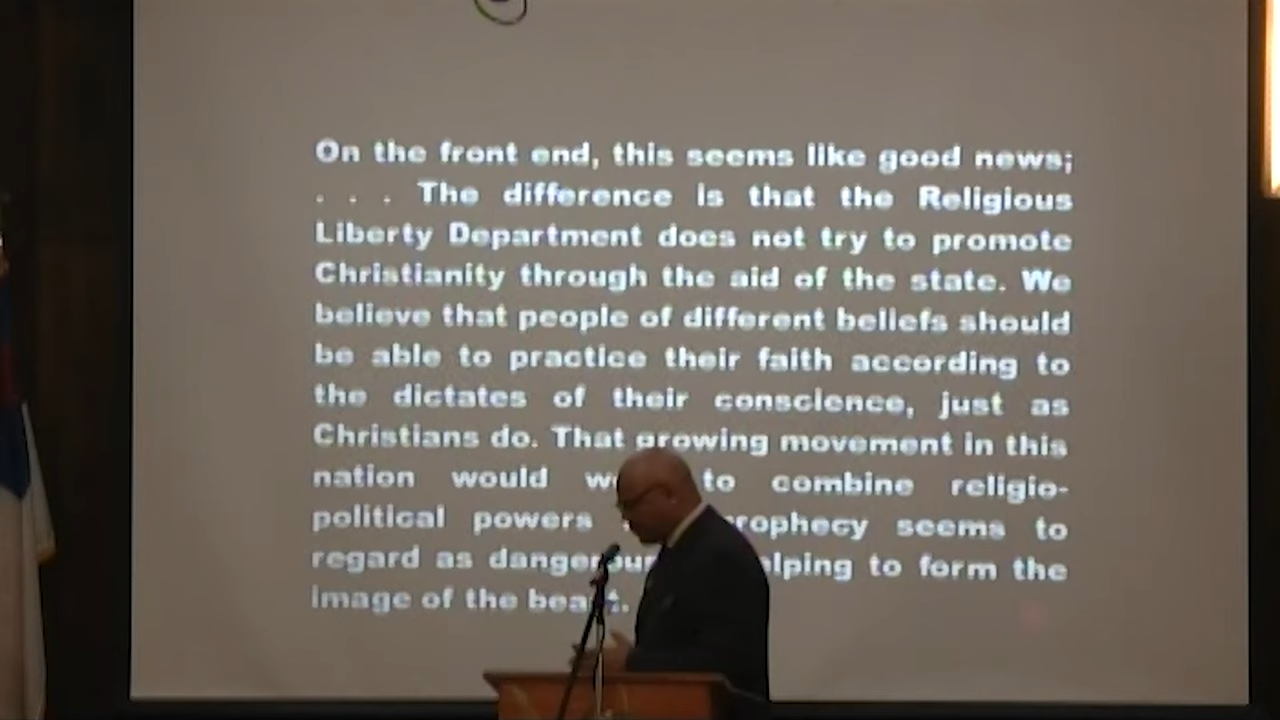 On the front end, this seems like good news;
. . . The difference is that the Religious
Liberty Department does not try to promote
Christianity through the aid of the state. We
believe that people of different beliefs should
be able to practice their faith according to
the dictates of their conscience, just as
Christians do. That growing movement in this
nation would to combine religio-
political powers prophecy seems to
regard as dangerous helping to form the
image of the beast.